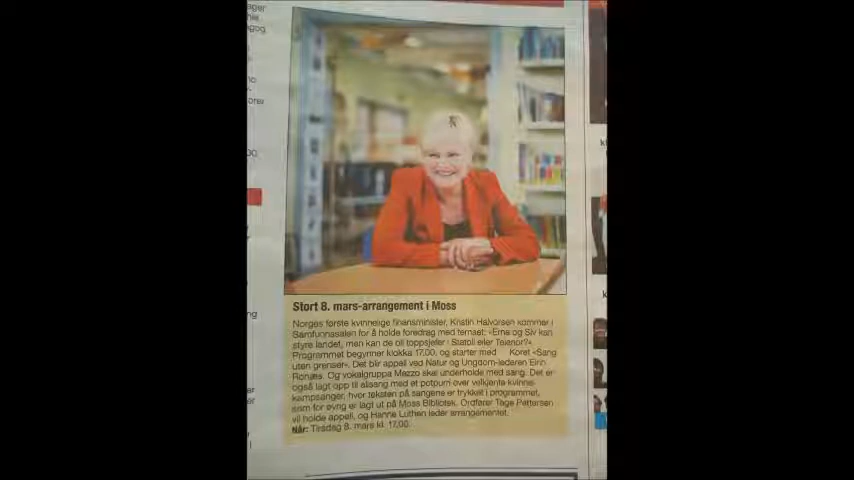 Stort 8. mars-arrangement i Moss
Norges første kvinnelige finansminister, Kristin Halvorsen kommer i
Samfunnssalen for å holde foredrag med temaet: «Erna og Siv kan
styre landet, men kan de bli toppsjefer i Statoil eller Telenor?»
Programmet begynner klokka 17.00, og starter med Koret «Sang
uten grenser». Det blir appell ved Natur og Ungdom-lederen
Og vokalgruppa Mezzo skal underholde med sang. Det er
også lagt opp til allsang med et potpurri over velkjente kvinne-
kampsanger, hvor teksten på sangene er trykket i programmet,
som for øvrig er lagt ut på Moss Bibliotek. Ordfører Tage Pettersen
vil holde appell, og Hanne Luthen leder arrangementet.
Når: Tirsdag 8. mars kl. 17.00.